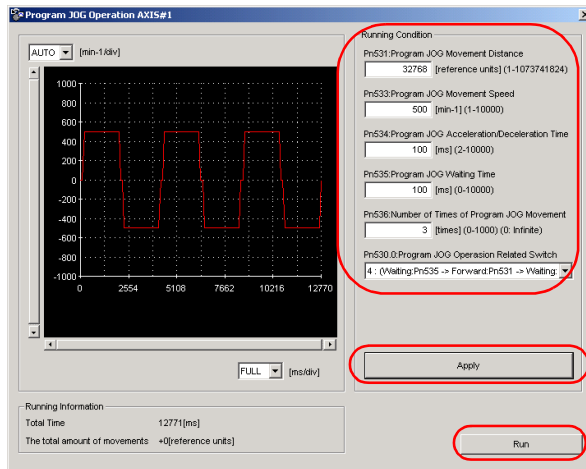 Program JOG Operation AXIS#1
AUTO [min-1/div]
1000
800
600
400
200
0
-200
-400
-600
-800
-1000
0 2554 5108 7662 10216 12770
FULL [ms/div]
Running Condition
Pn531:Program JOG Movement Distance
32768 [reference units] (1-1073741824)
Pn533:Program JOG Movement Speed
500 [min-1] (1-10000)
Pn534:Program JOG Acceleration/Deceleration Time
100 [ms] (2-10000)
Pn535:Program JOG Waiting Time
100 [ms] (0-10000)
Pn536:Number of Times of Program JOG Movement
3 [times] (0-1000) (0: Infinite)
Pn530.0:Program JOG Operasion Related Switch
4 : (Waiting:Pn535 -> Forward:Pn531 -> Waiting:
Apply
Running Information
Total Time 12771[ms]
The total amount of movements +0[reference units]
Run